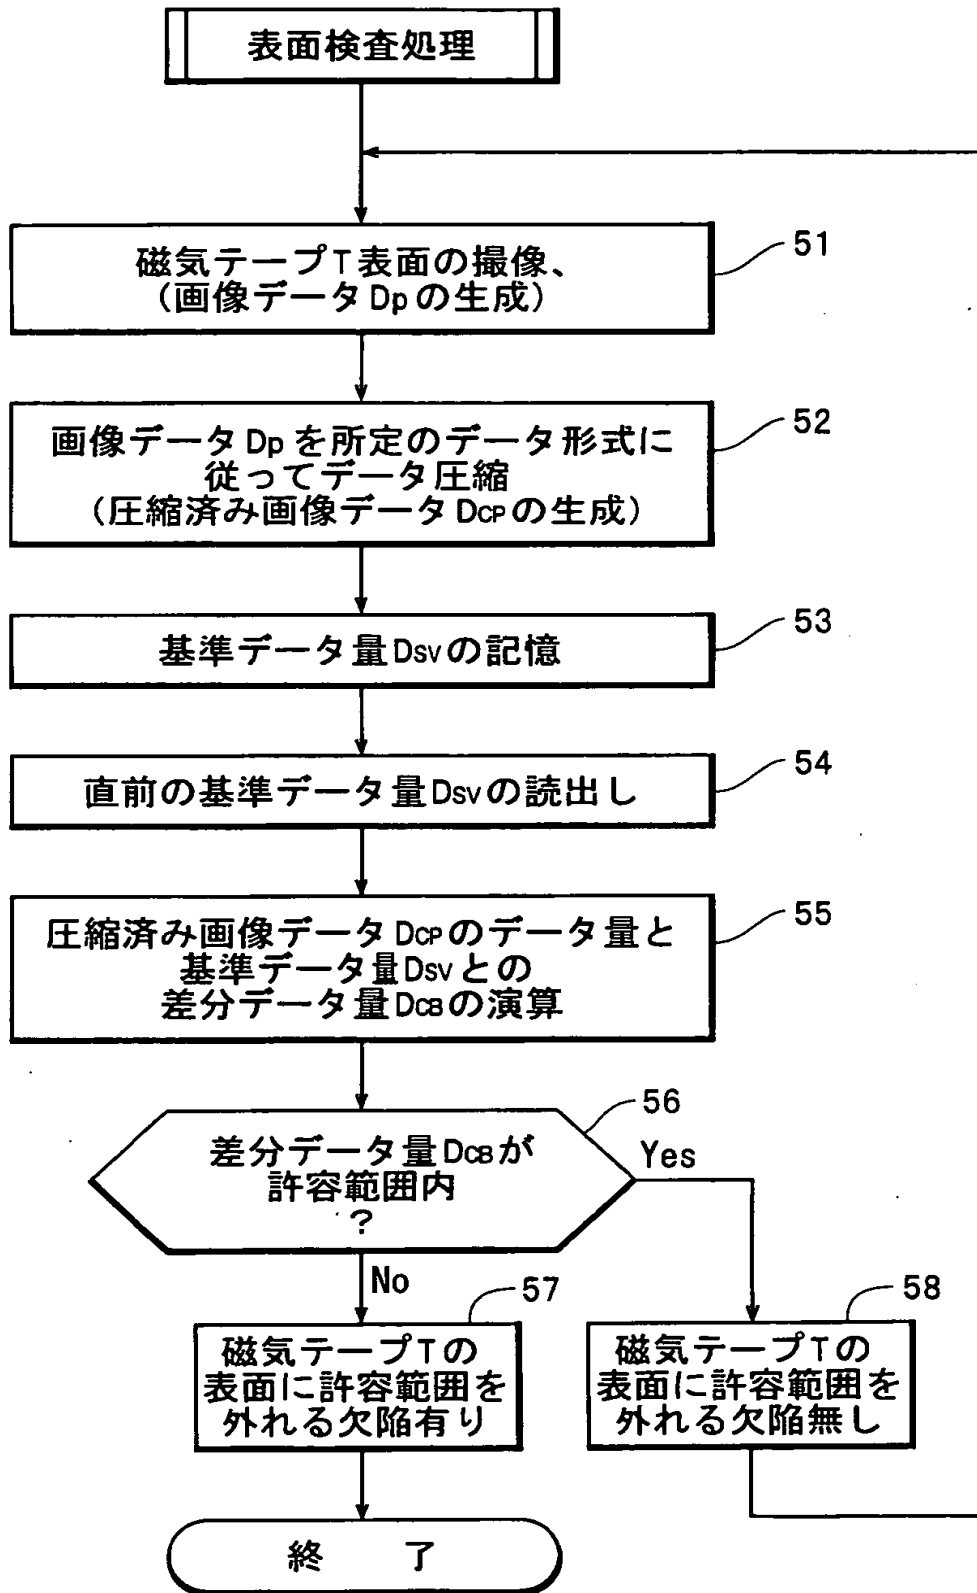 表面検査処理
磁気テープT表面の撮像、
（画像データDpの生成）
51
画像データDpを所定のデータ形式に
従ってデータ圧縮
（圧縮済み画像データDCPの生成）
52
基準データ量DSVの記憶
53
直前の基準データ量DSVの読出し
54
圧縮済み画像データDCPのデータ量と
基準データ量DSVとの
差分データ量DCBの演算
55
差分データ量DCBが
許容範囲内
？
56
Yes
No
57
磁気テープTの
表面に許容範囲を
外れる欠陥有り
58
磁気テープTの
表面に許容範囲を
外れる欠陥無し
終 了